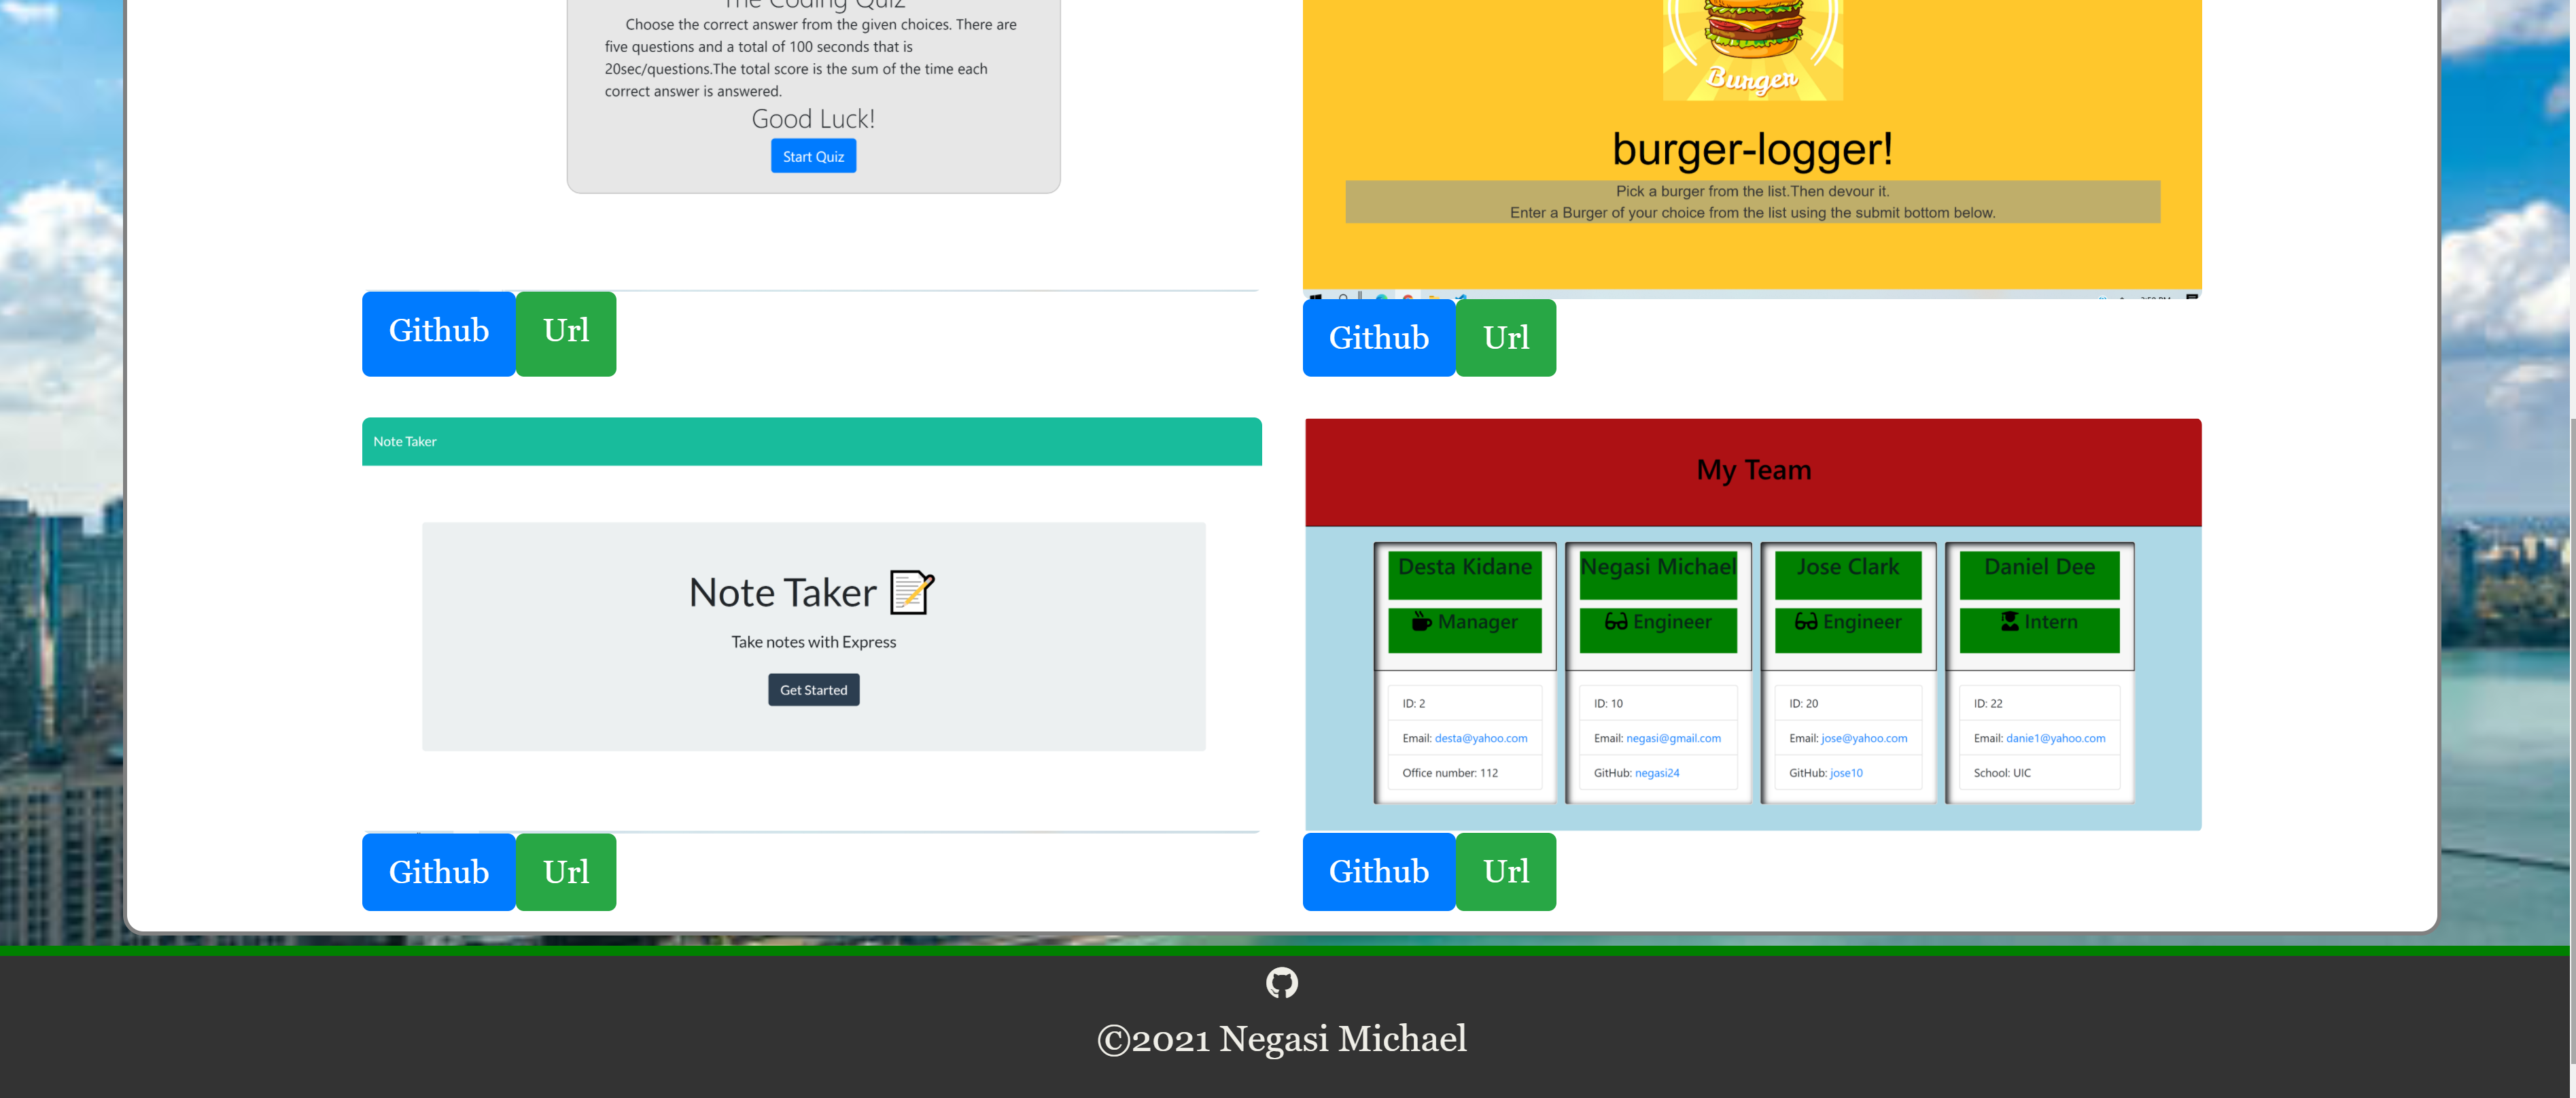 The Coding Quiz
Choose the correct answer from the given choices. There are
five questions and a total of 100 seconds that is
20sec/questions.The total score is the sum of the time each
correct answer is answered.
Good Luck!
Start Quiz
Github Url
Burger
burger-logger!
Pick a burger from the list.Then devour it.
Enter a Burger of your choice from the list using the submit bottom below.
Github Url
Note Taker
Note Taker
Take notes with Express
Get Started
Github Url
My Team
Desta Kidane
Manager
ID: 2
Email: desta@yahoo.com
Office number: 112
Negasi Michael
Engineer
ID: 10
Email: negasi@gmail.com
GitHub: negasi24
Jose Clark
Engineer
ID: 20
Email: jose@yahoo.com
GitHub: jose10
Daniel Dee
Intern
ID: 22
Email: danie1@yahoo.com
School: UIC
Github Url
©2021 Negasi Michael